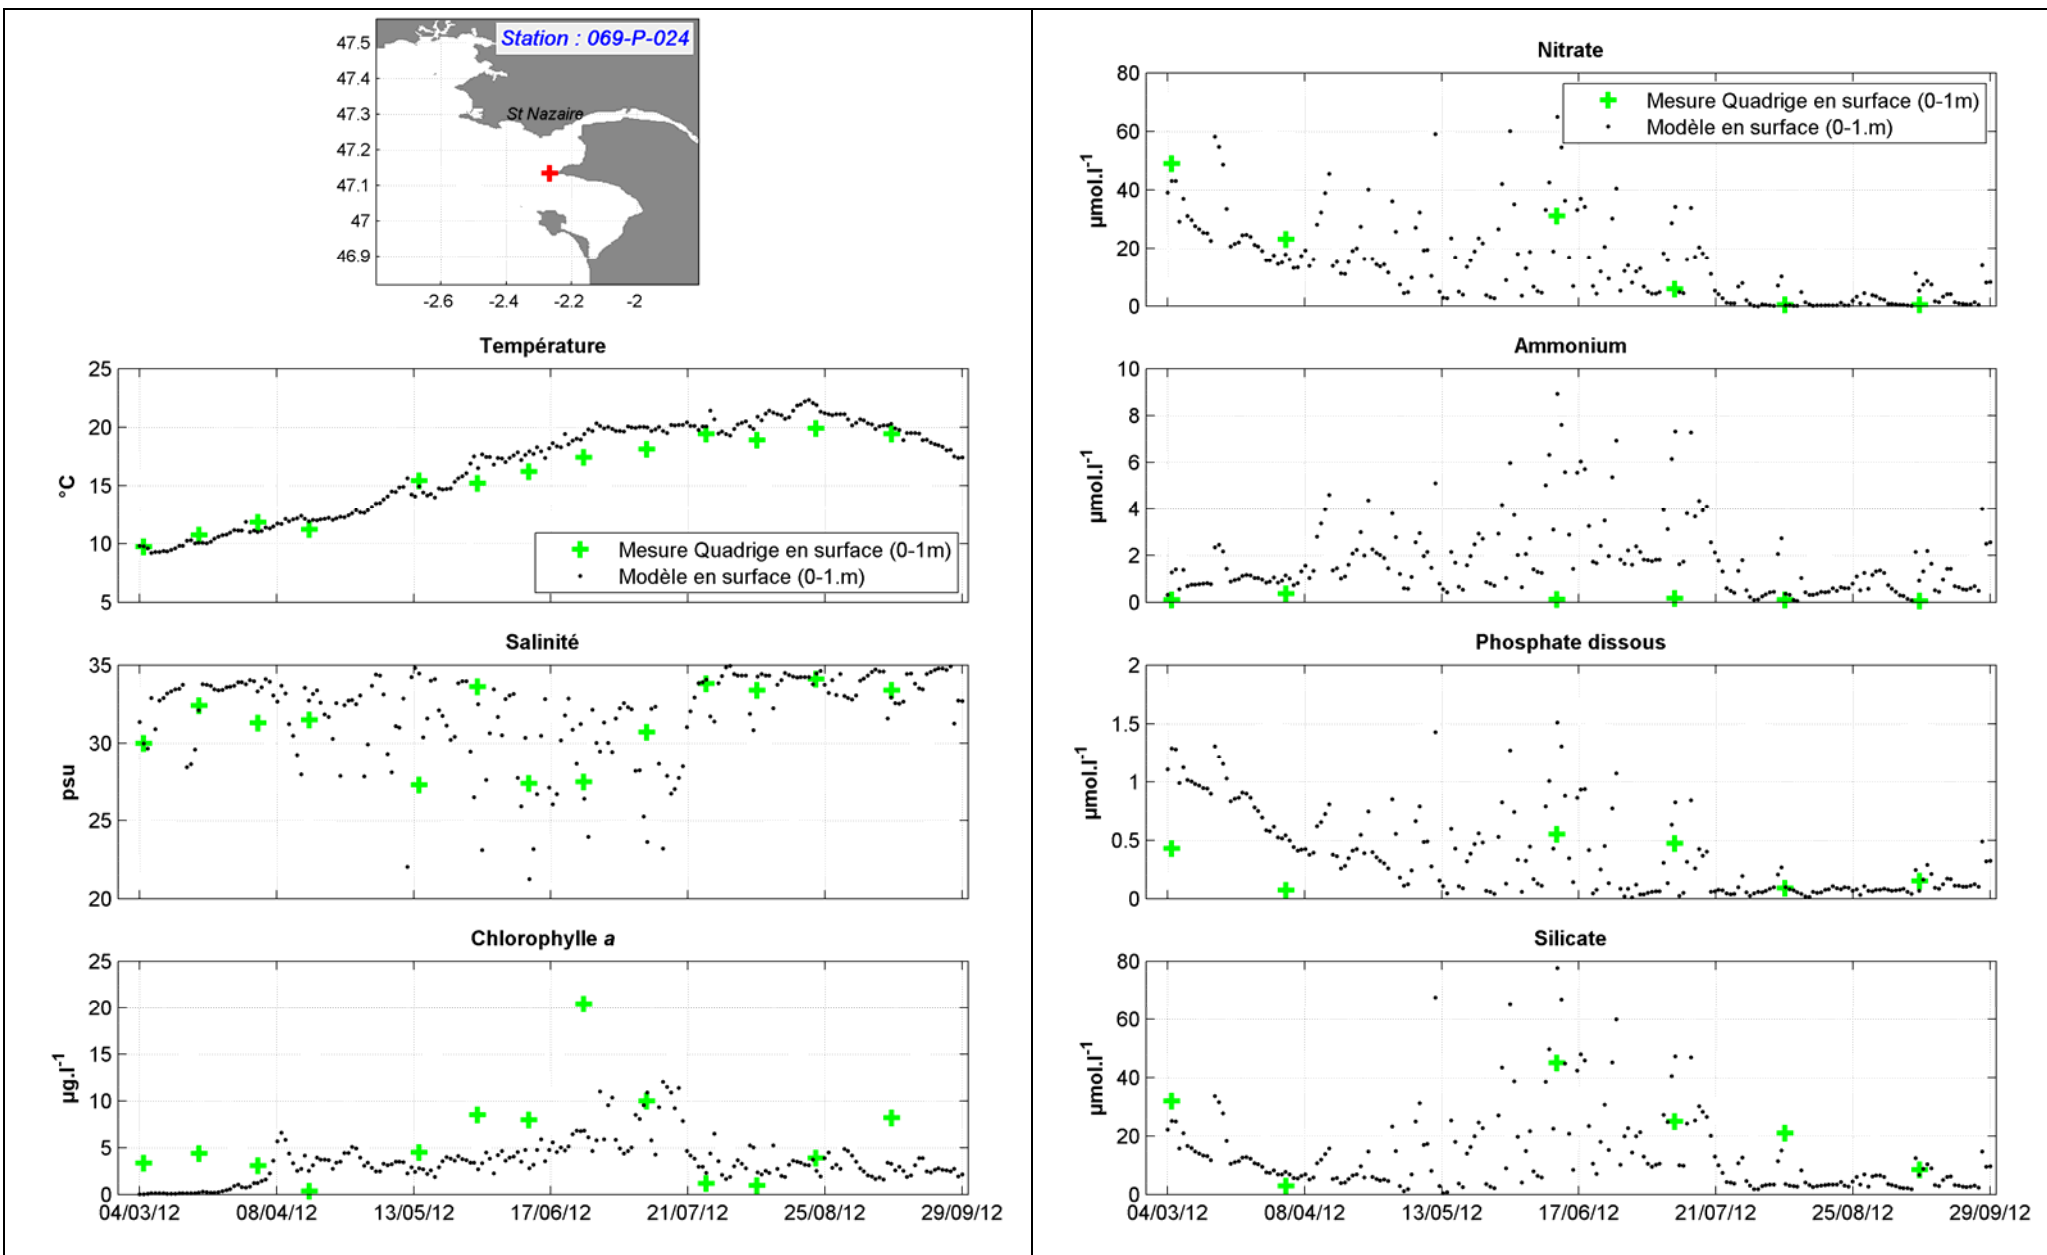 Station : 069-P-024
47.5
47.4
St Nazaire
47.3
47.2
47.1
47
46.9
-2.6 -2.4 -2.2 -2
Température
25
20
15
10
5
°C
Mesure Quadrige en surface (0-1m)
Modèle en surface (0-1.m)
Salinité
35
30
25
20
psu
Chlorophylle a
25
20
15
10
5
0
µg.l-1
04/03/12 08/04/12 13/05/12 17/06/12 21/07/12 25/08/12 29/09/12
Nitrate
80
60
40
20
0
µmol.l-1
Mesure Quadrige en surface (0-1m)
Modèle en surface (0-1.m)
Ammonium
10
8
6
4
2
0
µmol.l-1
Phosphate dissous
2
1.5
1
0.5
0
µmol.l-1
Silicate
80
60
40
20
0
µmol.l-1
04/03/12 08/04/12 13/05/12 17/06/12 21/07/12 25/08/12 29/09/12